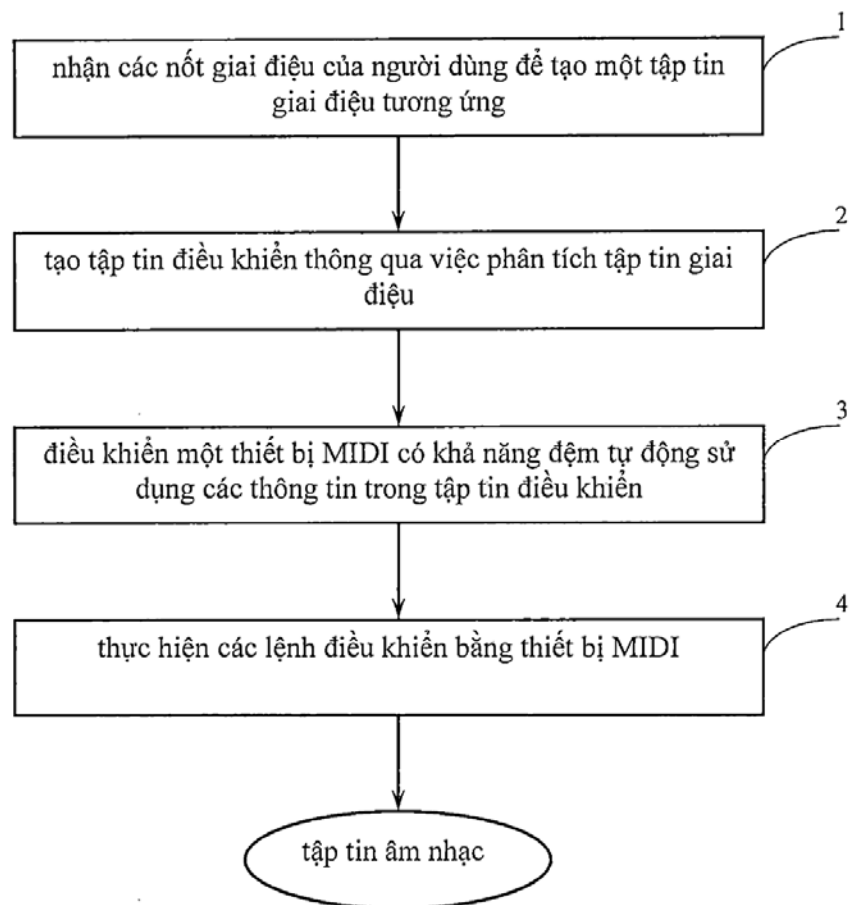 1
nhận các nốt giai điệu của người dùng để tạo một tập tin
giai điệu tương ứng
2
tạo tập tin điều khiển thông qua việc phân tích tập tin giai
điệu
3
điều khiển một thiết bị MIDI có khả năng đệm tự động sử
dụng các thông tin trong tập tin điều khiển
4
thực hiện các lệnh điều khiển bằng thiết bị MIDI
tập tin âm nhạc